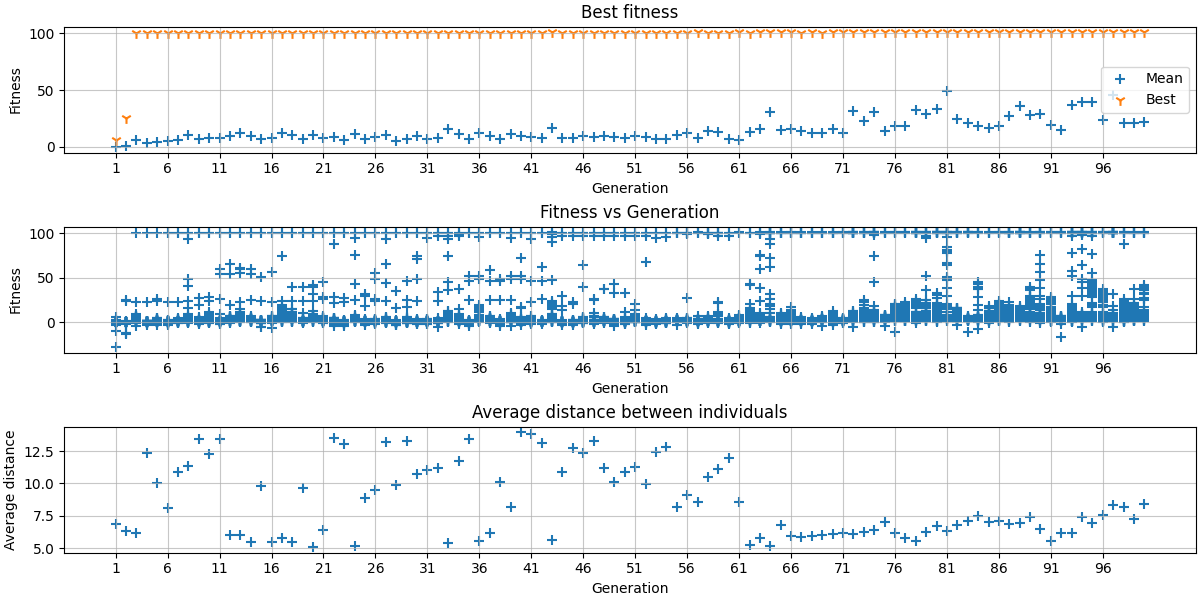 Best fitness
Fitness
100
50
0
Mean
Best
1 6 11 16 21 26 31 36 41 46 51 56 61 66 71 76 81 86 91 96
Generation
Fitness vs Generation
Fitness
100
50
0
1 6 11 16 21 26 31 36 41 46 51 56 61 66 71 76 81 86 91 96
Generation
Average distance between individuals
Average distance
12.5
10.0
7.5
5.0
1 6 11 16 21 26 31 36 41 46 51 56 61 66 71 76 81 86 91 96
Generation